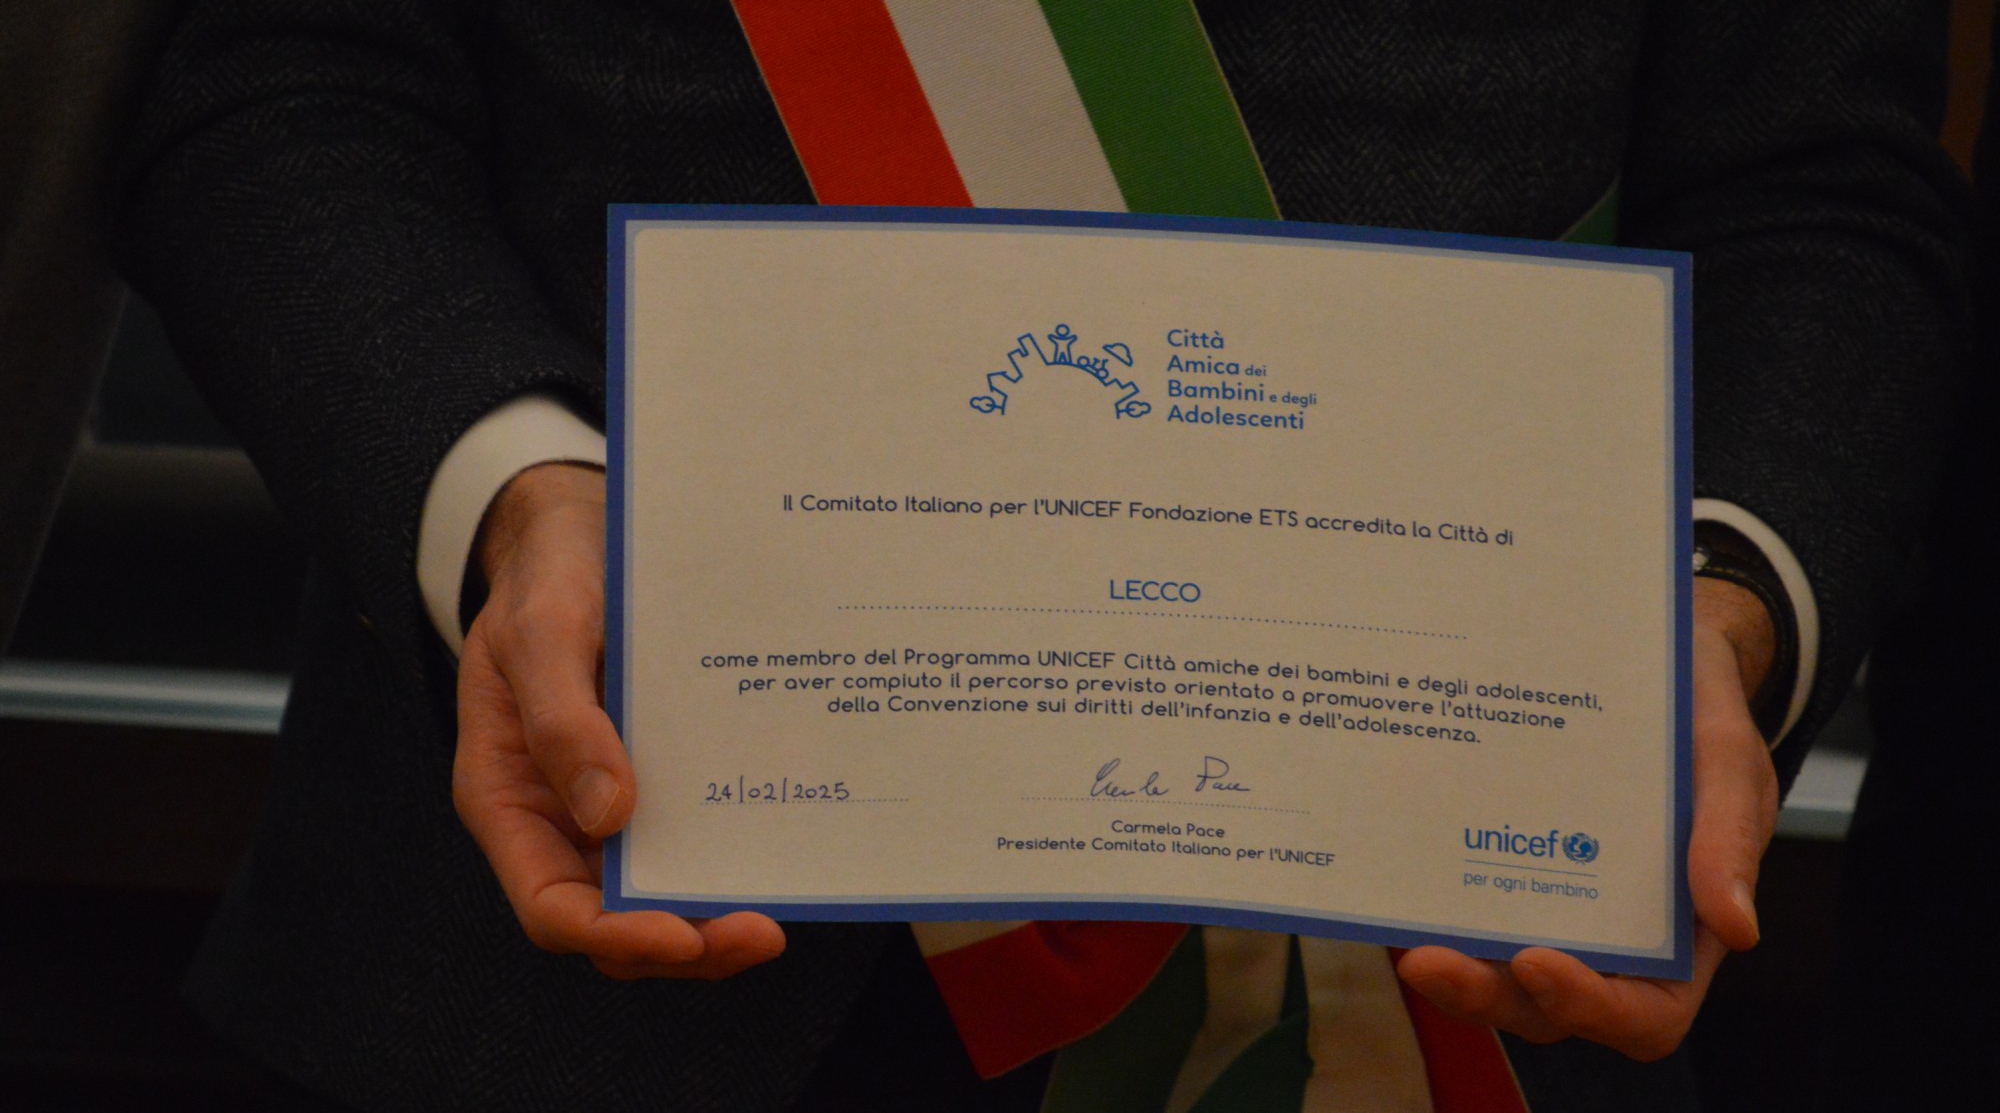 Città
Amica dei
Bambini e degli
Adolescenti
Il Comitato Italiano per l'UNICEF Fondazione ETS accredita la Città di
LECCO
come membro del Programma UNICEF Città amiche dei bambini e degli adolescenti,
per aver compiuto il percorso previsto orientato a promuovere l'attuazione
della Convenzione sui diritti dell'infanzia e dell'adolescenza.
24/02/2025
Carmela Pace
Carmela Pace
Presidente Comitato Italiano per l'UNICEF
unicef
per ogni bambino